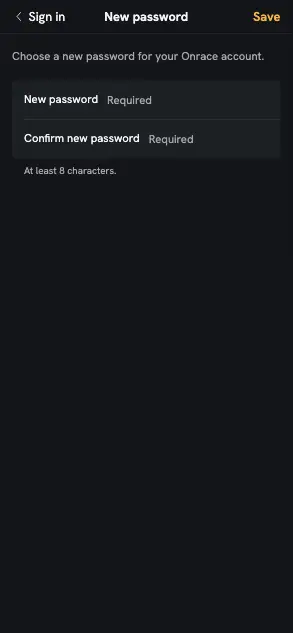 Sign in
New password
Save
Choose a new password for your Onrace account.
New password Required
Confirm new password Required
At least 8 characters.